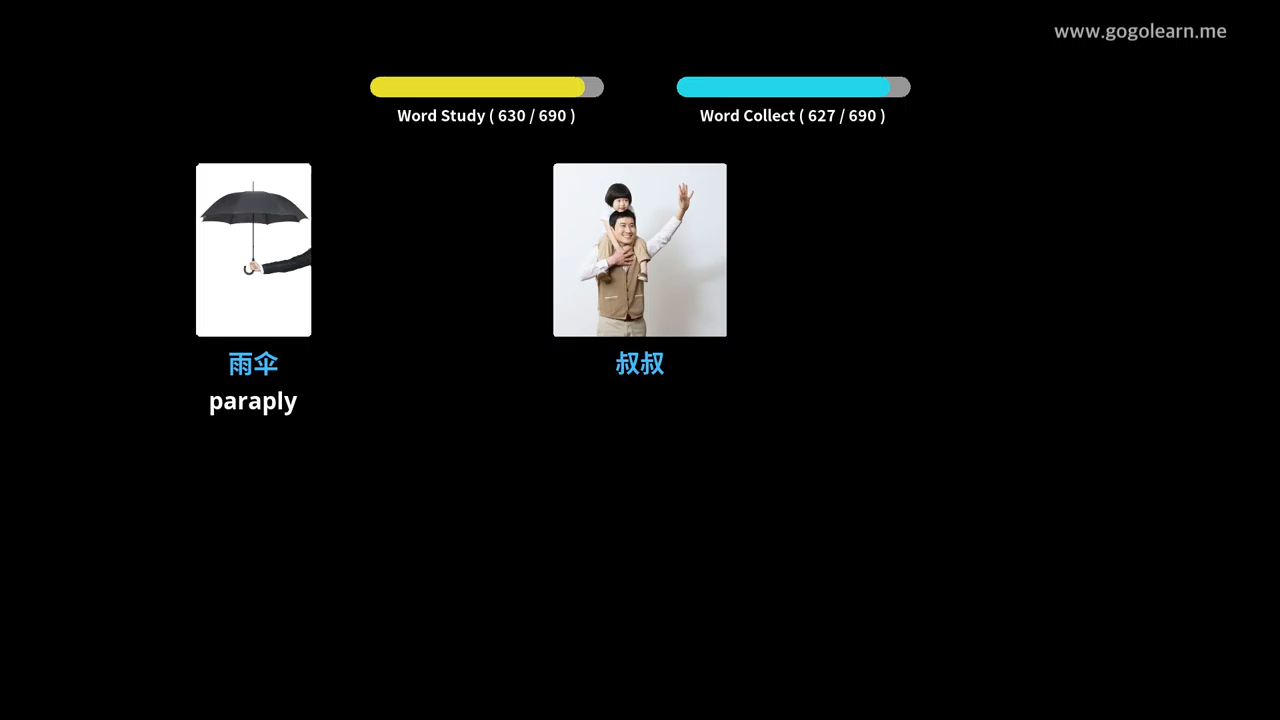 www.gogolearn.me
Word Study ( 630 / 690 )
Word Collect ( 627 / 690 )
雨伞
paraply
叔叔